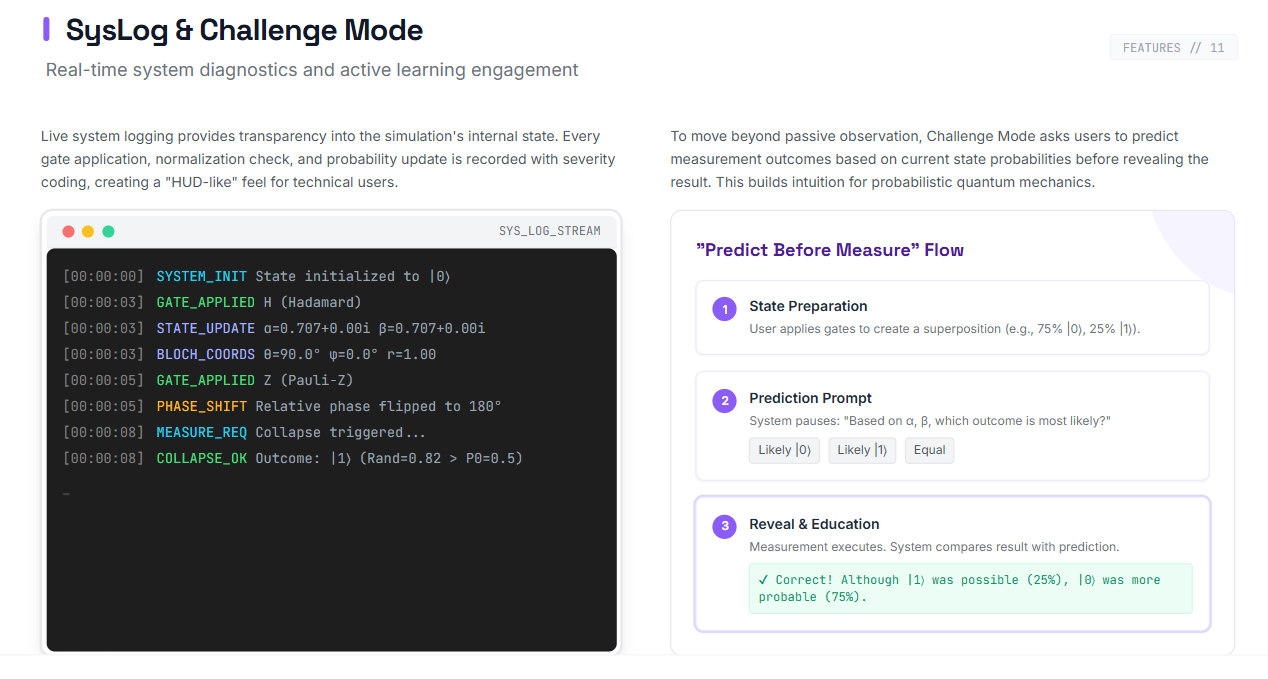 SysLog & Challenge Mode
Real-time system diagnostics and active learning engagement
FEATURES // 11
Live system logging provides transparency into the simulation's internal state. Every
gate application, normalization check, and probability update is recorded with severity
coding, creating a "HUD-like" feel for technical users.
SYS_LOG_STREAM
[00:00:00] SYSTEM_INIT State initialized to |0⟩
[00:00:03] GATE_APPLIED H (Hadamard)
[00:00:03] STATE_UPDATE α=0.707+0.00i β=0.707+0.00i
[00:00:03] BLOCH_COORDS θ=90.0° φ=0.0° r=1.00
[00:00:05] GATE_APPLIED Z (Pauli-Z)
[00:00:05] PHASE_SHIFT Relative phase flipped to 180°
[00:00:08] MEASURE_REQ Collapse triggered...
[00:00:08] COLLAPSE_OK Outcome: |1⟩ (Rand=0.82 > P0=0.5)
_
To move beyond passive observation, Challenge Mode asks users to predict
measurement outcomes based on current state probabilities before revealing the
result. This builds intuition for probabilistic quantum mechanics.
”Predict Before Measure” Flow
1 State Preparation
User applies gates to create a superposition (e.g., 75% |0⟩, 25% |1⟩).
2 Prediction Prompt
System pauses: "Based on α, β, which outcome is most likely?"
Likely |0⟩ Likely |1⟩ Equal
3 Reveal & Education
Measurement executes. System compares result with prediction.
✓ Correct! Although |1⟩ was possible (25%), |0⟩ was more
probable (75%).